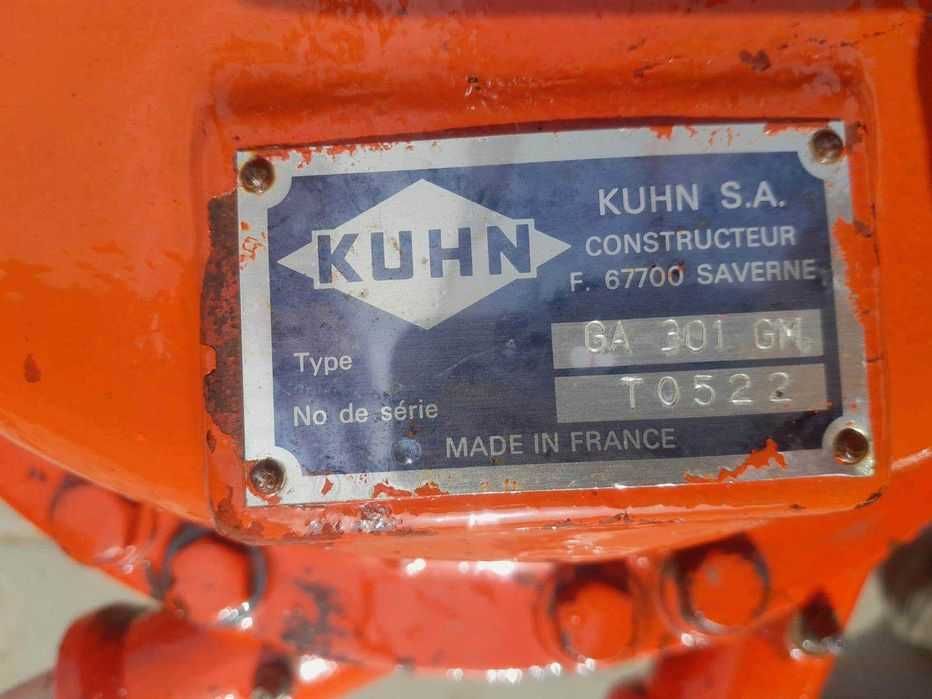 KUHN
KUHN S.A.
CONSTRUCTEUR
F. 67700 SAVERNE
Type GA 301 GM
No de série T0522
MADE IN FRANCE